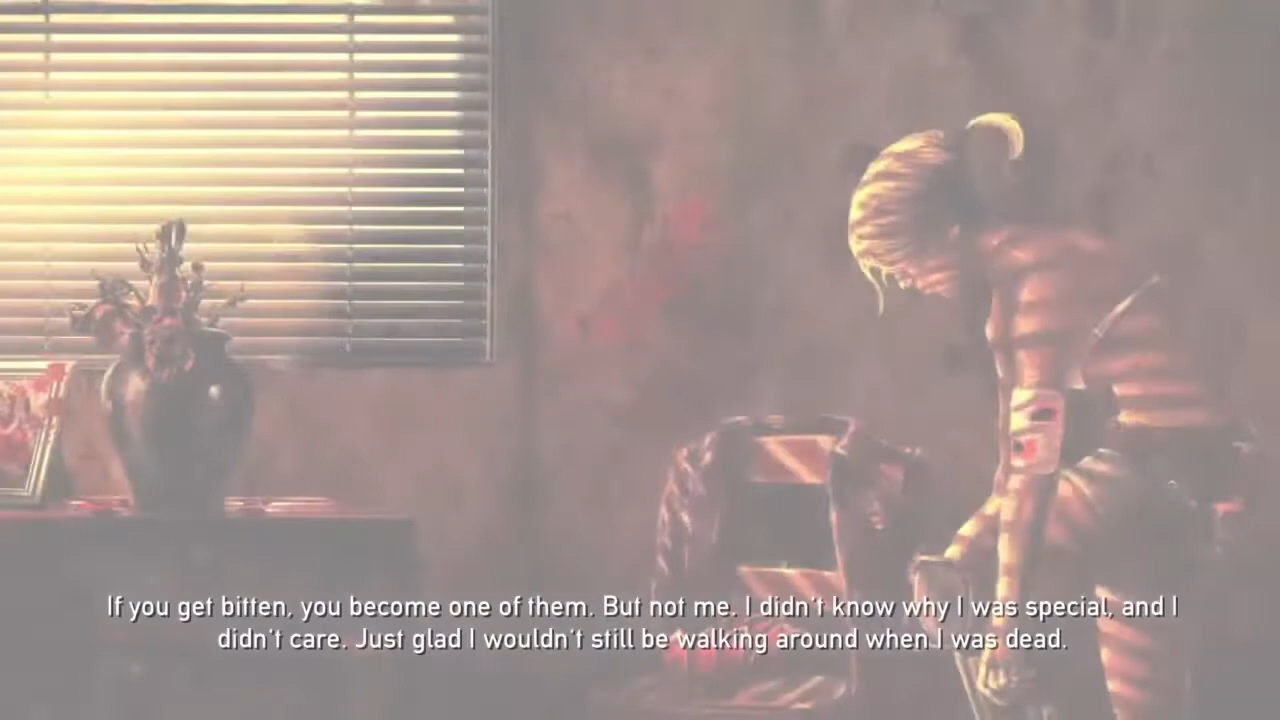 If you get bitten, you become one of them. But not me. I didn't know why I was special, and I
didn't care. Just glad I wouldn't still be walking around when I was dead.